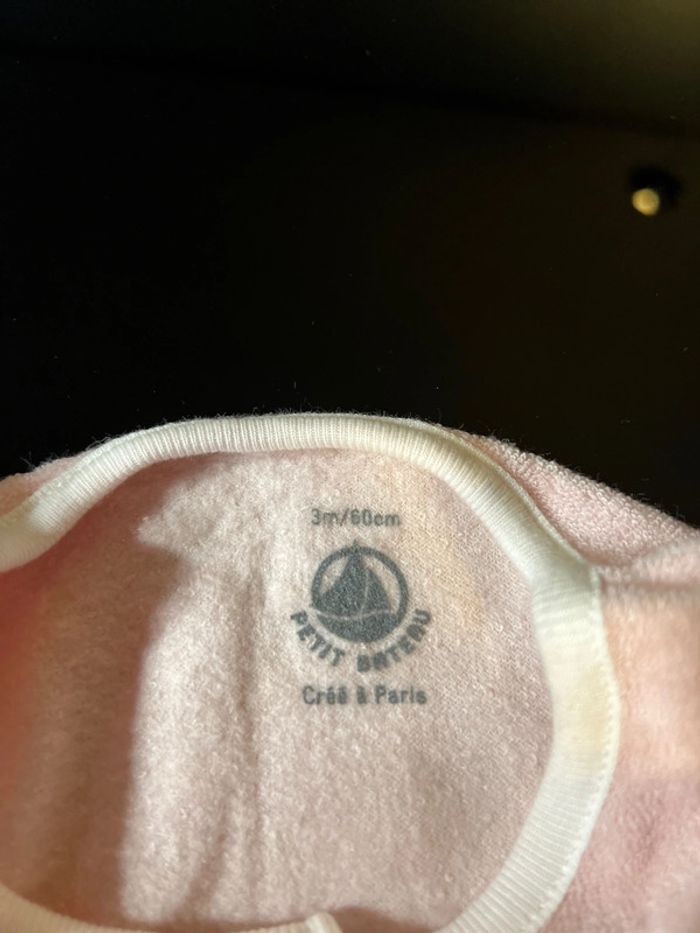 3m/60cm
PETIT BATEAU
Créé à Paris